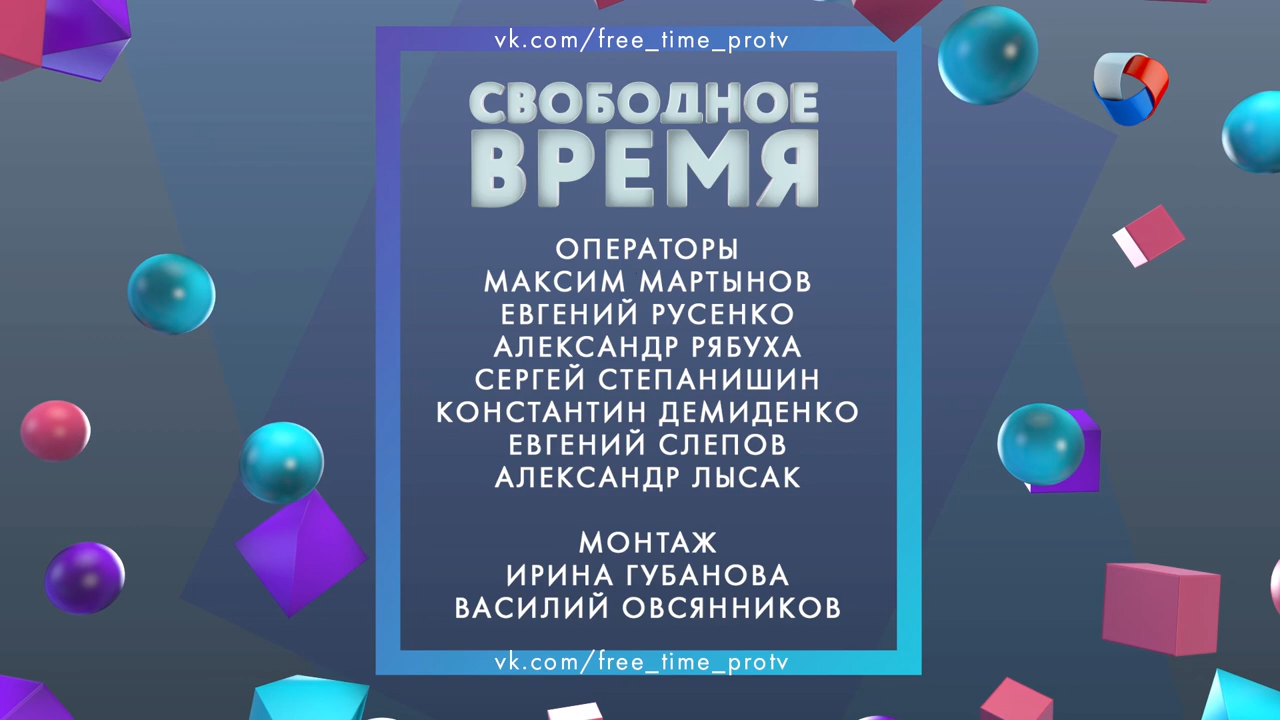 vk.com/free_time_protv
СВОБОДНОЕ
ВРЕМЯ
ОПЕРАТОРЫ
МАКСИМ МАРТЫНОВ
ЕВГЕНИЙ РУСЕНКО
АЛЕКСАНДР РЯБУХА
СЕРГЕЙ СТЕПАНИШИН
КОНСТАНТИН ДЕМИДЕНКО
ЕВГЕНИЙ СЛЕПОВ
АЛЕКСАНДР ЛЫСАК
МОНТАЖ
ИРИНА ГУБАНОВА
ВАСИЛИЙ ОВСЯННИКОВ
vk.com/free_time_protv